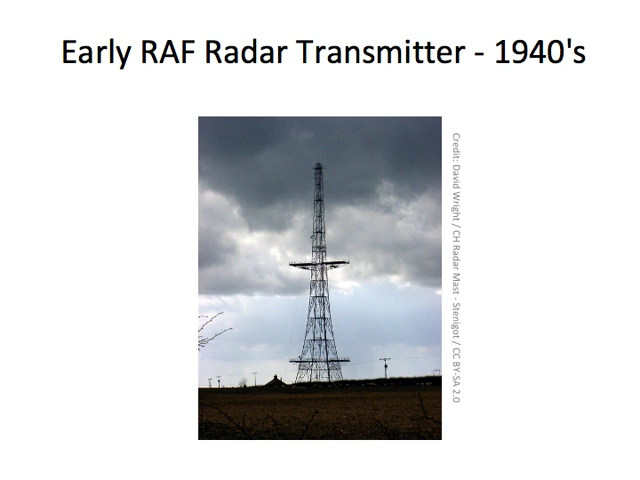 Early RAF Radar Transmitter - 1940's
Credit: David Wright / CH Radar Mast - Stenigot / CC BY-SA 2.0